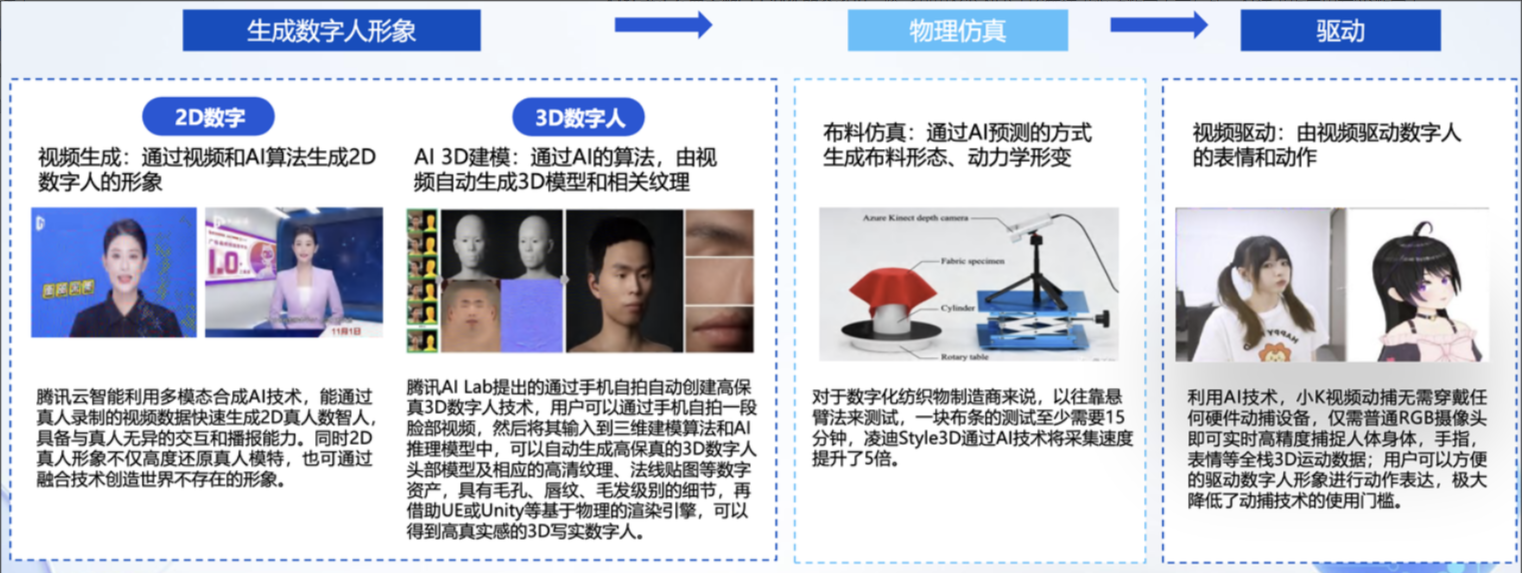 生成数字人形象
物理仿真
驱动
2D数字
视频生成：通过视频和AI算法生成2D
数字人的形象
1.0
11月1日
腾讯云智能利用多模态合成AI技术，能通过
真人录制的视频数据快速生成2D真人数智人，
具备与真人无异的交互和播报能力。同时2D
真人形象不仅高度还原真人模特，也可通过
融合技术创造世界不存在的形象。
3D数字人
AI 3D建模：通过AI的算法，由视
频自动生成3D模型和相关纹理
腾讯AI Lab提出的通过手机自拍自动创建高保
真3D数字人技术，用户可以通过手机自拍一段
脸部视频，然后将其输入到三维建模算法和AI
推理模型中，可以自动生成高保真的3D数字人
头部模型及相应的高清纹理、法线贴图等数字
资产，具有毛孔、唇纹、毛发级别的细节，再
借助UE或Unity等基于物理的渲染引擎，可以
得到高真实感的3D写实数字人。
布料仿真：通过AI预测的方式
生成布料形态、动力学形变
Azure Kinect depth camera
Fabric specimen
Cylinder
Rotary table
对于数字化纺织物制造商来说，以往靠悬
臂法来测试，一块布条的测试至少需要15
分钟，凌迪Style3D通过AI技术将采集速度
提升了5倍。
视频驱动：由视频驱动数字人
的表情和动作
HAPPY
利用AI技术，小K视频动捕无需穿戴任
何硬件动捕设备，仅需普通RGB摄像头
即可实时高精度捕捉人体身体，手指，
表情等全栈3D运动数据；用户可以方便
的驱动数字人形象进行动作表达，极大
降低了动捕技术的使用门槛。